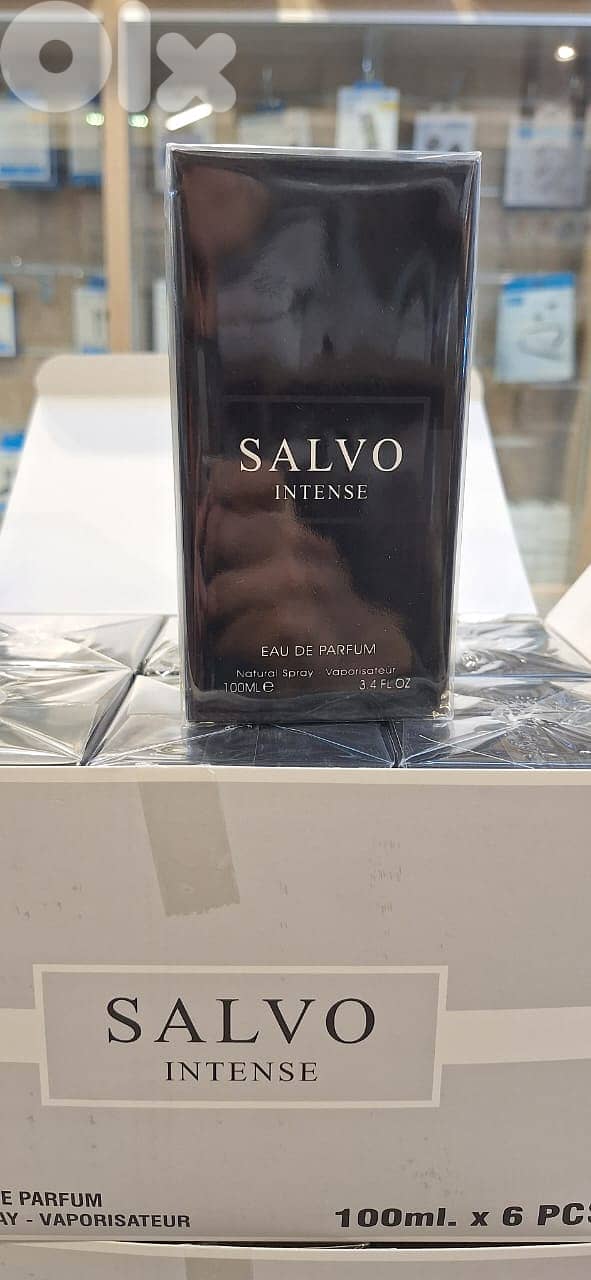 olx
SALVO
INTENSE
EAU DE PARFUM
Natural Spray - Vaporisateur
100ML e 3.4 FL OZ
SALVO
INTENSE
E PARFUM
AY - VAPORISATEUR
100ml. x 6 PCS